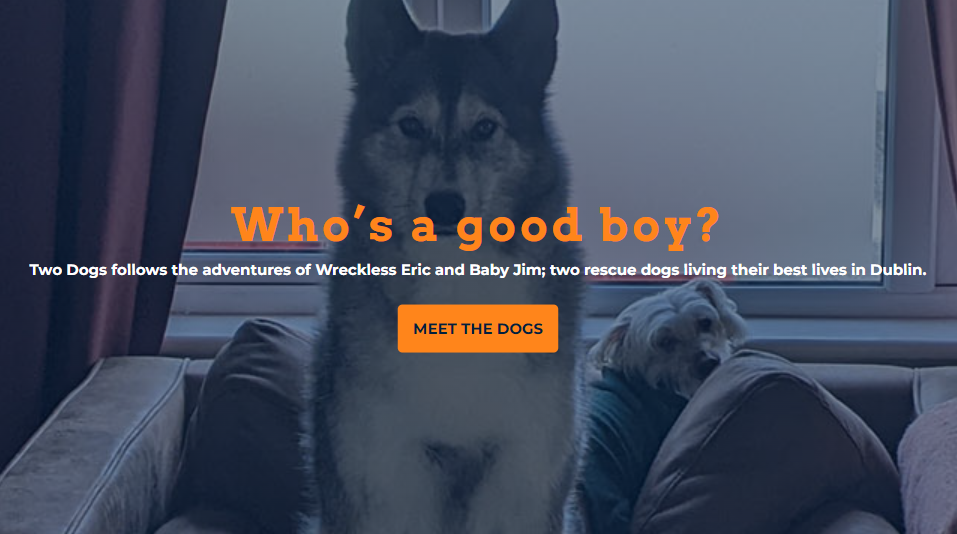 Who's a good boy?
Two Dogs follows the adventures of Wreckless Eric and Baby Jim; two rescue dogs living their best lives in Dublin.
MEET THE DOGS